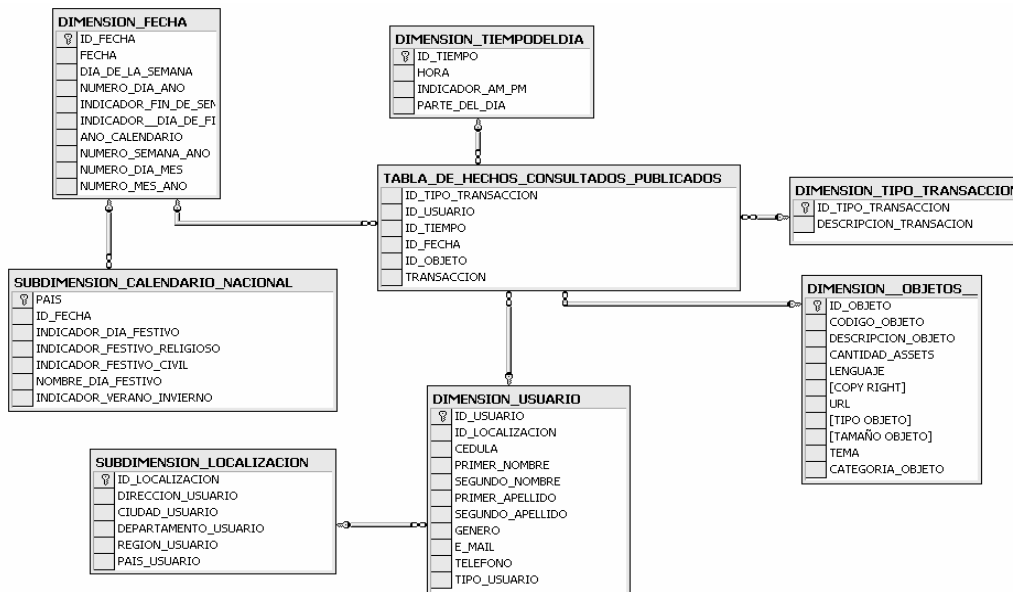 DIMENSION_FECHA
ID_FECHA
FECHA
DIA_DE_LA_SEMANA
NUMERO_DIA_ANO
INDICADOR_FIN_DE_SEN
INDICADOR__DIA_DE_FI
ANO_CALENDARIO
NUMERO_SEMANA_ANO
NUMERO_DIA_MES
NUMERO_MES_ANO
DIMENSION_TIEMPODELDIA
ID_TIEMPO
HORA
INDICADOR_AM_PM
PARTE_DEL_DIA
TABLA_DE_HECHOS_CONSULTADOS_PUBLICADOS
ID_TIPO_TRANSACCION
ID_USUARIO
ID_TIEMPO
ID_FECHA
ID_OBJETO
TRANSACCION
DIMENSION_TIPO_TRANSACCION
ID_TIPO_TRANSACCION
DESCRIPCION_TRANSACION
SUBDIMENSION_CALENDARIO_NACIONAL
PAIS
ID_FECHA
INDICADOR_DIA_FESTIVO
INDICADOR_FESTIVO_RELIGIOSO
INDICADOR_FESTIVO_CIVIL
NOMBRE_DIA_FESTIVO
INDICADOR_VERANO_INVIERNO
DIMENSION__OBJETOS__
ID_OBJETO
CODIGO_OBJETO
DESCRIPCION_OBJETO
CANTIDAD_ASSETS
LENGUAJE
[COPY RIGHT]
URL
[TIPO OBJETO]
[TAMAÑO OBJETO]
TEMA
CATEGORIA_OBJETO
DIMENSION_USUARIO
ID_USUARIO
ID_LOCALIZACION
CEDULA
PRIMER_NOMBRE
SEGUNDO_NOMBRE
PRIMER_APELLIDO
SEGUNDO_APELLIDO
GENERO
E_MAIL
TELEFONO
TIPO_USUARIO
SUBDIMENSION_LOCALIZACION
ID_LOCALIZACION
DIRECCION_USUARIO
CIUDAD_USUARIO
DEPARTAMENTO_USUARIO
REGION_USUARIO
PAIS_USUARIO